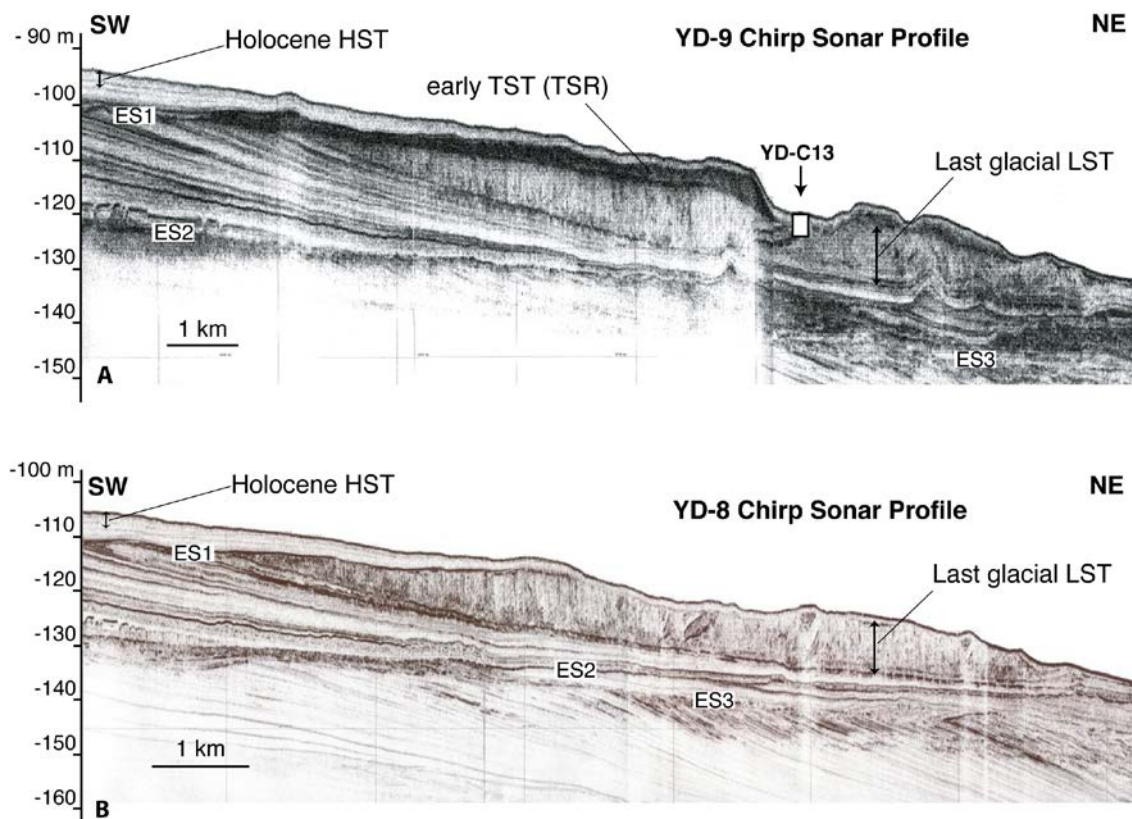 SW
NE
- 90 m
Holocene HST
YD-9 Chirp Sonar Profile
early TST (TSR)
-100
ES1
-110
YD-C13
Last glacial LST
-120
ES2
-130
-140
1 km
ES3
-150
A
-100 m
SW
Holocene HST
NE
YD-8 Chirp Sonar Profile
-110
ES1
-120
Last glacial LST
-130
ES2
-140
ES3
-150
1 km
-160
B